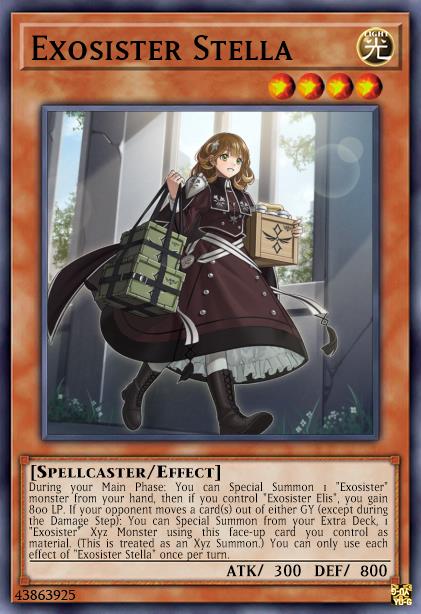 Exosister Stella
LIGHT
光
[Spellcaster/Effect]
During your Main Phase: You can Special Summon 1 "Exosister"
monster from your hand, then if you control "Exosister Elis", you gain
800 LP. If your opponent moves a card(s) out of either GY (except during
the Damage Step): You can Special Summon from your Extra Deck, 1
"Exosister" Xyz Monster using this face-up card you control as
material. (This is treated as an Xyz Summon.) You can only use each
effect of "Exosister Stella" once per turn.
ATK/ 300 DEF/ 800
43863925